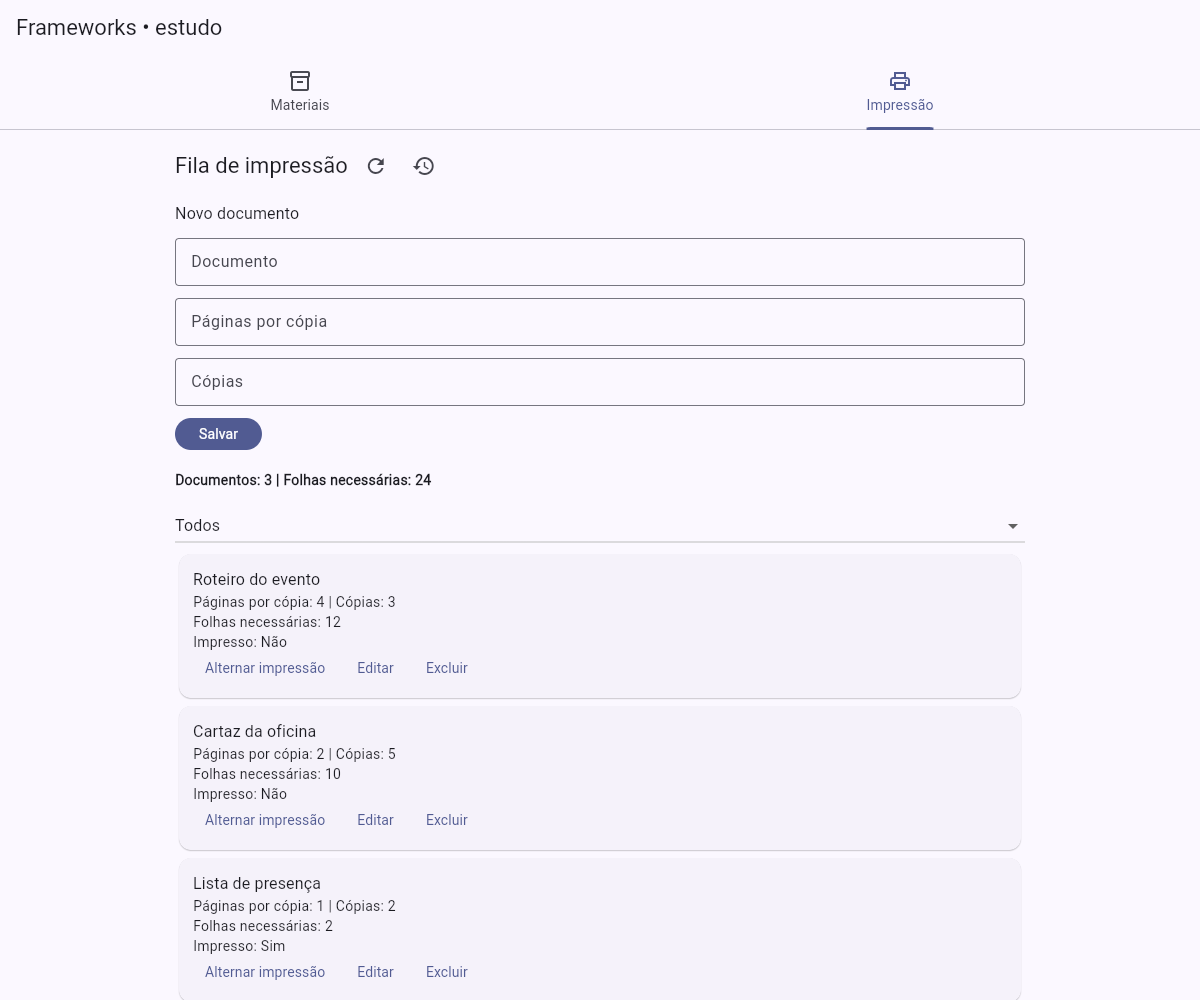 Frameworks • estudo
Materiais
Impressão
Fila de impressão
Novo documento
Documento
Páginas por cópia
Cópias
Salvar
Documentos: 3 | Folhas necessárias: 24
Todos
Roteiro do evento
Páginas por cópia: 4 | Cópias: 3
Folhas necessárias: 12
Impresso: Não
Alternar impressão Editar Excluir
Cartaz da oficina
Páginas por cópia: 2 | Cópias: 5
Folhas necessárias: 10
Impresso: Não
Alternar impressão Editar Excluir
Lista de presença
Páginas por cópia: 1 | Cópias: 2
Folhas necessárias: 2
Impresso: Sim
Alternar impressão Editar Excluir